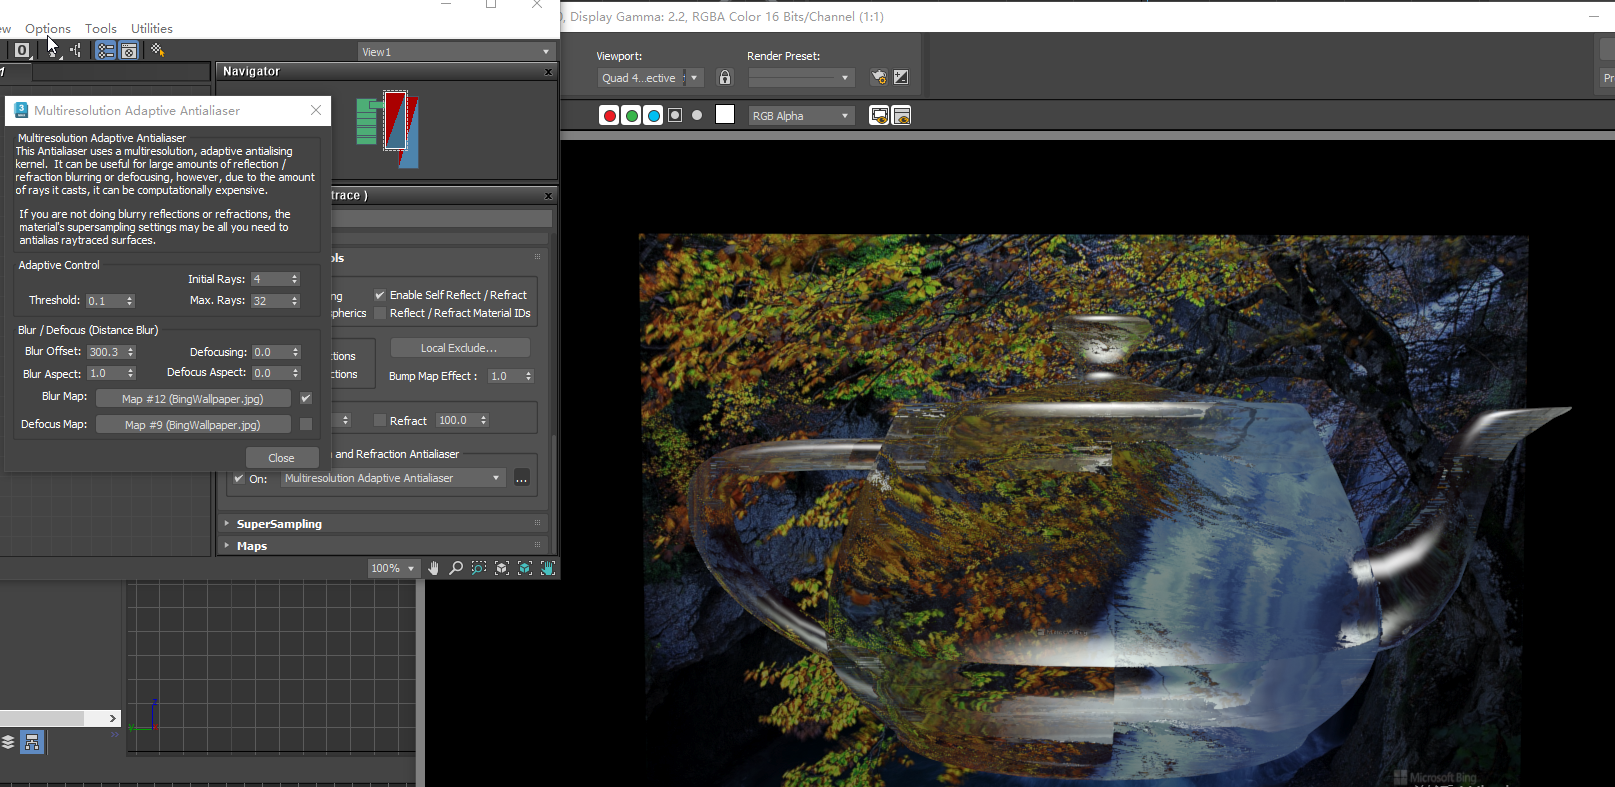 Display Gamma: 2.2, RGBA Color 16 Bits/Channel (1:1)
Options Tools Utilities
View1
Navigator
Viewport:
Render Preset:
Quad 4...ective
RGB Alpha
Multiresolution Adaptive Antialiaser
Multiresolution Adaptive Antialiaser
This Antialiaser uses a multiresolution, adaptive antialising
kernel. It can be useful for large amounts of reflection /
refraction blurring or defocusing, however, due to the amount
of rays it casts, it can be computationally expensive.
If you are not doing blurry reflections or refractions, the
material's supersampling settings may be all you need to
antialias raytraced surfaces.
Adaptive Control
Initial Rays: 4
Threshold: 0.1
Max. Rays: 32
Blur / Defocus (Distance Blur)
Blur Offset: 300.3
Defocusing: 0.0
Blur Aspect: 1.0
Defocus Aspect: 0.0
Blur Map: Map #12 (BingWallpaper.jpg)
Defocus Map: Map #9 (BingWallpaper.jpg)
Close
trace )
ols
ng
Enable Self Reflect / Refract
spherics
Reflect / Refract Material IDs
ctions
Local Exclude...
ctions
Bump Map Effect : 1.0
Refract 100.0
and Refraction Antialiaser
On: Multiresolution Adaptive Antialiaser
...
SuperSampling
Maps
100%
Microsoft Bing